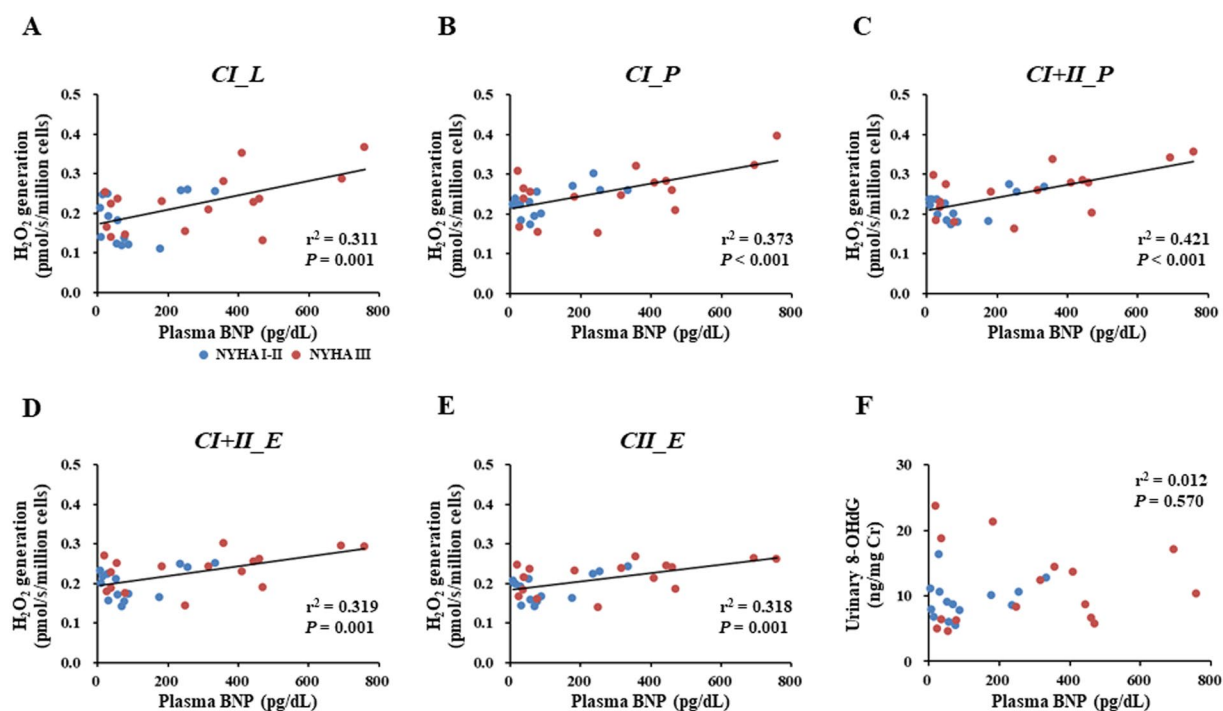 A
B
C
CI_L
CI_P
CI+II_P
H₂O₂ generation
(pmol/s/million cells)
0.5
0.4
0.3
0.2
0.1
0.0
r² = 0.311
P = 0.001
0 200 400 600 800
Plasma BNP (pg/dL)
H₂O₂ generation
(pmol/s/million cells)
0.5
0.4
0.3
0.2
0.1
0.0
r² = 0.373
P < 0.001
0 200 400 600 800
Plasma BNP (pg/dL)
H₂O₂ generation
(pmol/s/million cells)
0.5
0.4
0.3
0.2
0.1
0.0
r² = 0.421
P < 0.001
0 200 400 600 800
Plasma BNP (pg/dL)
NYHA I-II NYHA III
D
E
F
CI+II_E
CII_E
H₂O₂ generation
(pmol/s/million cells)
0.5
0.4
0.3
0.2
0.1
0.0
r² = 0.319
P = 0.001
0 200 400 600 800
Plasma BNP (pg/dL)
H₂O₂ generation
(pmol/s/million cells)
0.5
0.4
0.3
0.2
0.1
0.0
r² = 0.318
P = 0.001
0 200 400 600 800
Plasma BNP (pg/dL)
Urinary 8-OHdG
(ng/mg Cr)
30
20
10
0
r² = 0.012
P = 0.570
0 200 400 600 800
Plasma BNP (pg/dL)